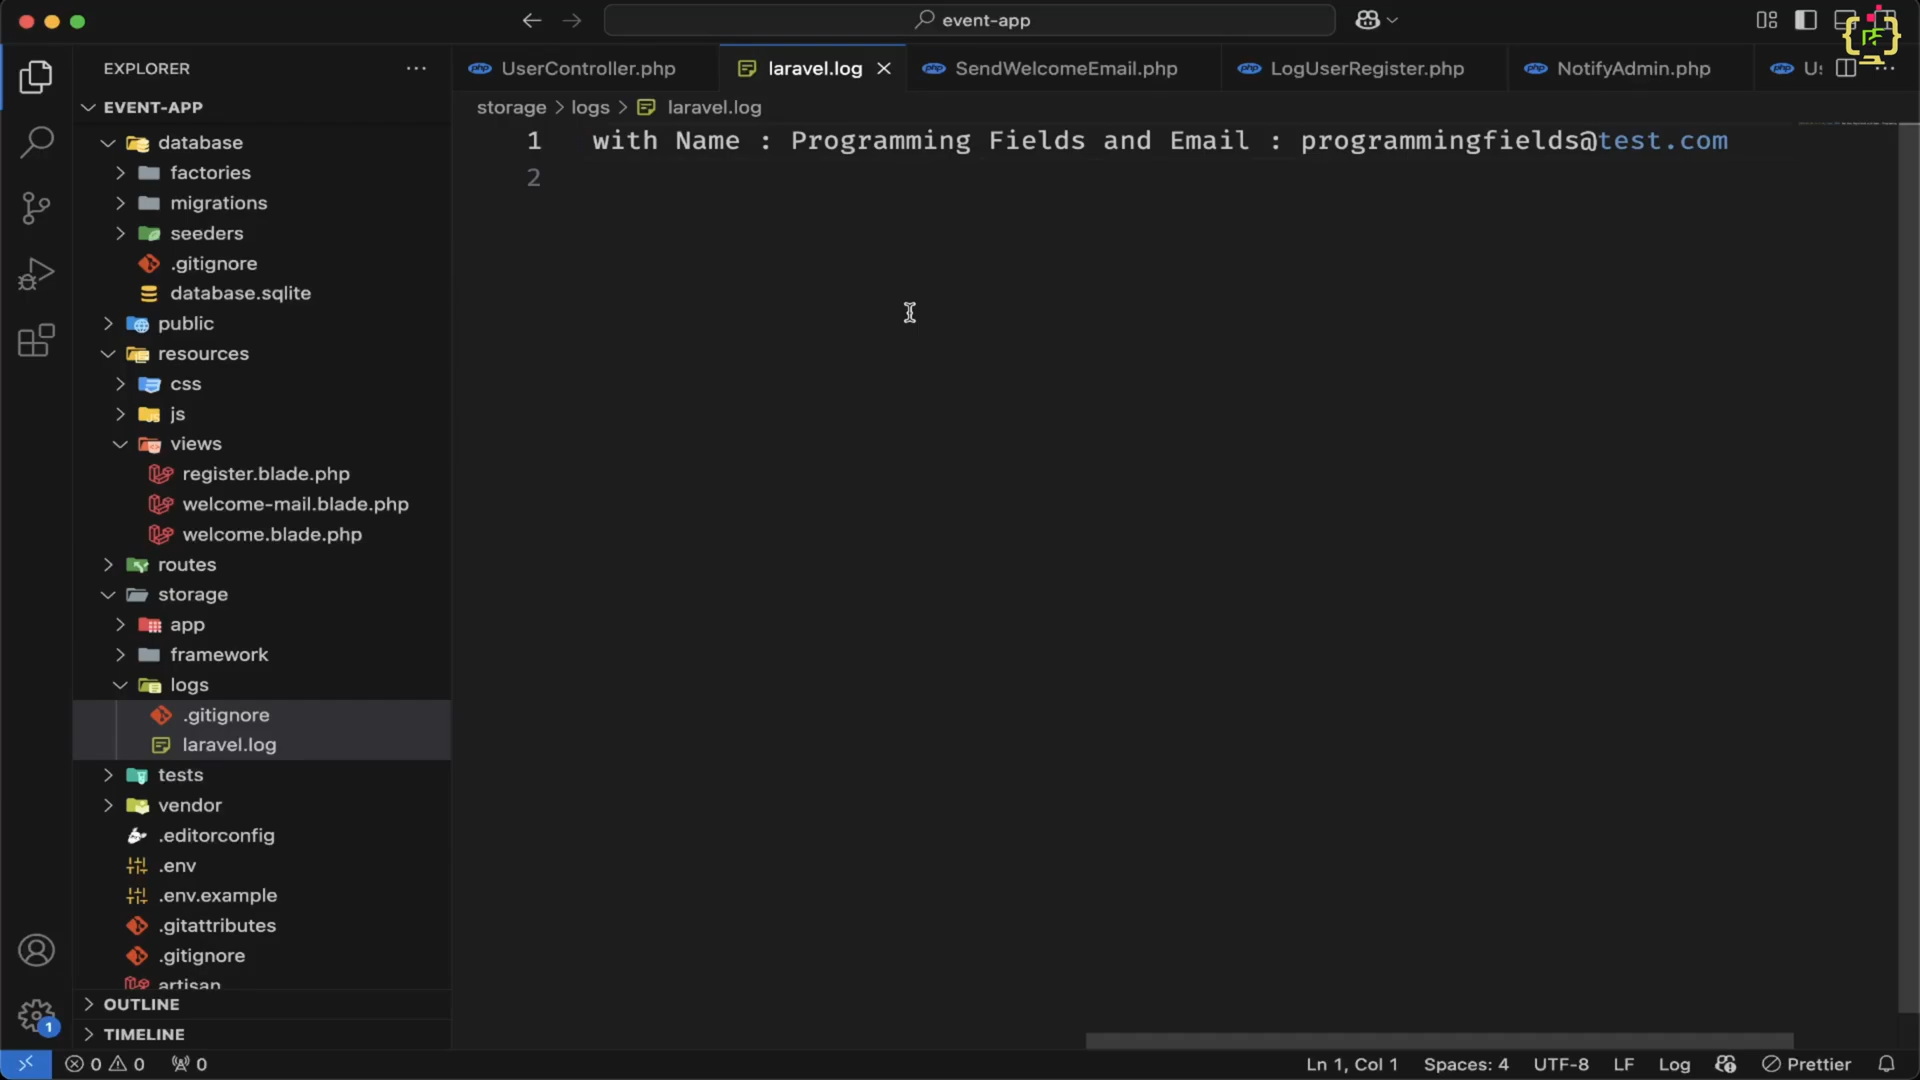 event-app
EXPLORER
EVENT-APP
database
factories
migrations
seeders
.gitignore
database.sqlite
public
resources
css
js
views
register.blade.php
welcome-mail.blade.php
welcome.blade.php
routes
storage
app
framework
logs
.gitignore
laravel.log
tests
vendor
.editorconfig
.env
.env.example
.gitattributes
.gitignore
artisan
OUTLINE
TIMELINE
UserController.php
laravel.log
SendWelcomeEmail.php
LogUserRegister.php
NotifyAdmin.php
storage > logs > laravel.log
1 with Name : Programming Fields and Email : programmingfields@test.com
2
1
0 0 0
Ln 1, Col 1 Spaces: 4 UTF-8 LF Log Prettier
PF